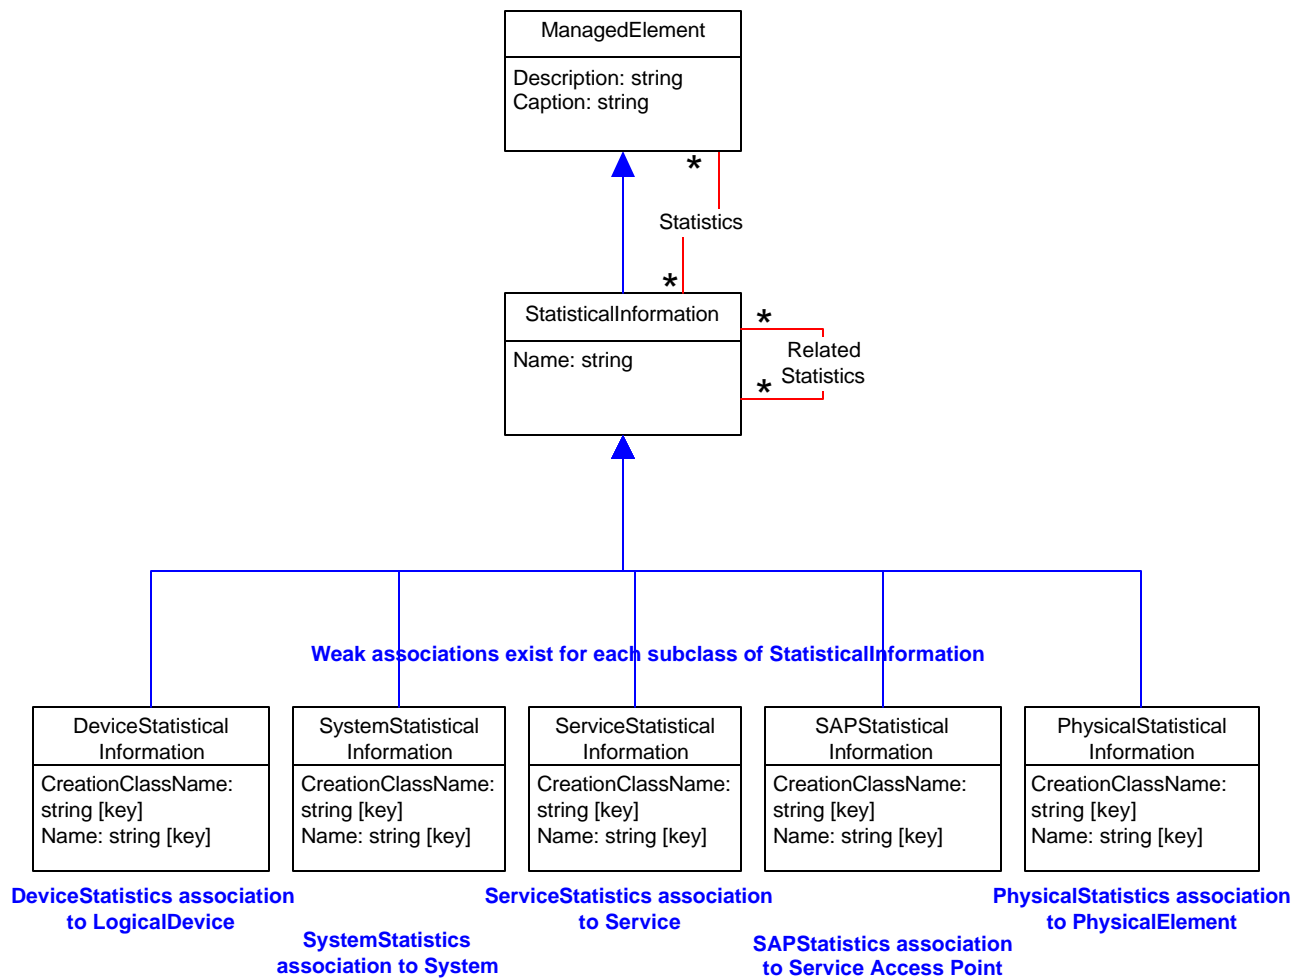 ManagedElement
Description: string
Caption: string
*
Statistics
*
StatisticalInformation
Name: string
*
Related
Statistics
*
Weak associations exist for each subclass of StatisticalInformation
DeviceStatistical
Information
CreationClassName:
string [key]
Name: string [key]
SystemStatistical
Information
CreationClassName:
string [key]
Name: string [key]
ServiceStatistical
Information
CreationClassName:
string [key]
Name: string [key]
SAPStatistical
Information
CreationClassName:
string [key]
Name: string [key]
PhysicalStatistical
Information
CreationClassName:
string [key]
Name: string [key]
DeviceStatistics association
to LogicalDevice
SystemStatistics
association to System
ServiceStatistics association
to Service
SAPStatistics association
to Service Access Point
PhysicalStatistics association
to PhysicalElement